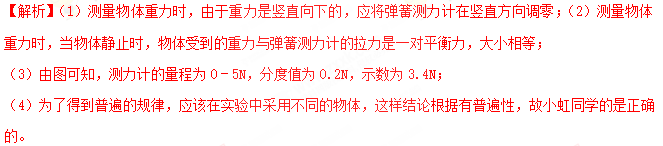 【解析】（1）测量物体重力时，由于重力是竖直向下的，应将弹簧测力计在竖直方向调零；（2）测量物体
重力时，当物体静止时，物体受到的重力与弹簧测力计的拉力是一对平衡力，大小相等；
（3）由图可知，测力计的量程为0－5N，分度值为0.2N，示数为3.4N；
（4）为了得到普遍的规律，应该在实验中采用不同的物体，这样结论根据有普遍性，故小虹同学的是正确
的。